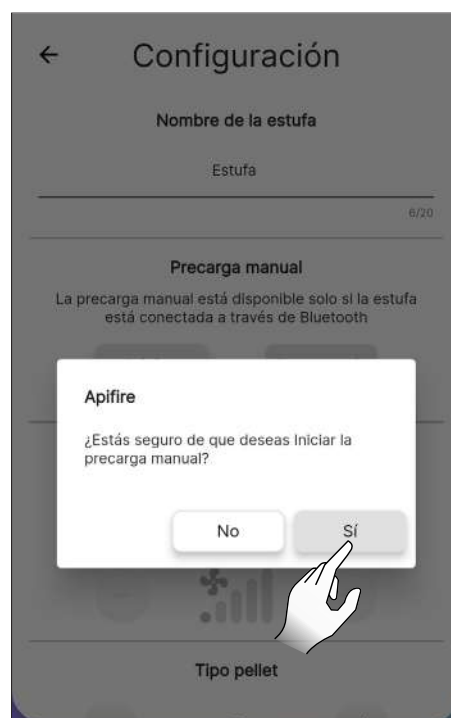 Configuración
Nombre de la estufa
Estufa
6/20
Precarga manual
La precarga manual está disponible solo si la estufa
está conectada a través de Bluetooth
Apifire
¿Estás seguro de que deseas Iniciar la
precarga manual?
No
Sí
Tipo pellet